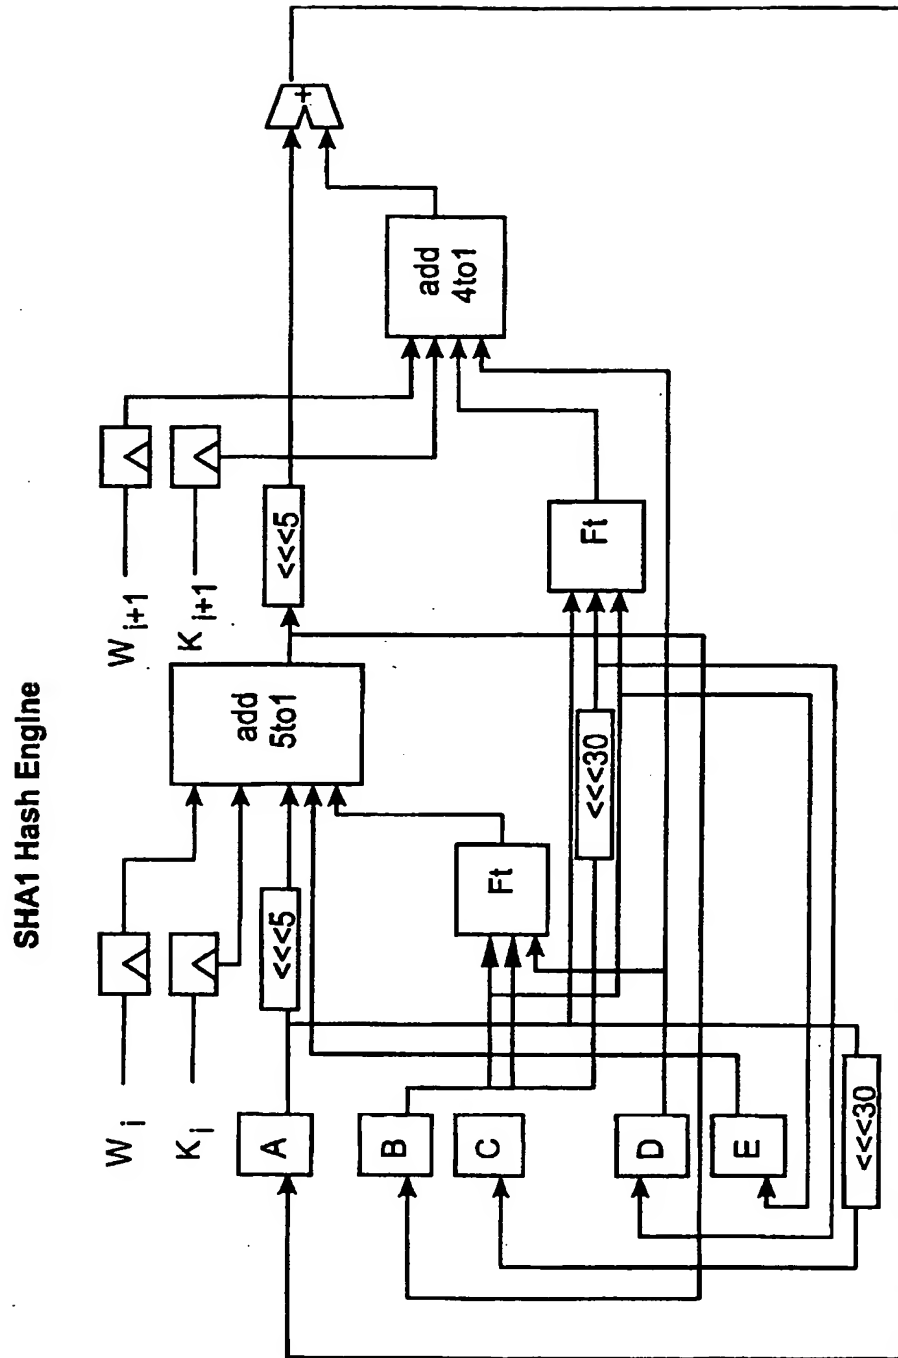 SHA1 Hash Engine
W i
K i
A
B
C
D
E
<<<30
<<<5
Ft
add
5to1
<<<30
W i+1
K i+1
<<<5
Ft
add
4to1
+